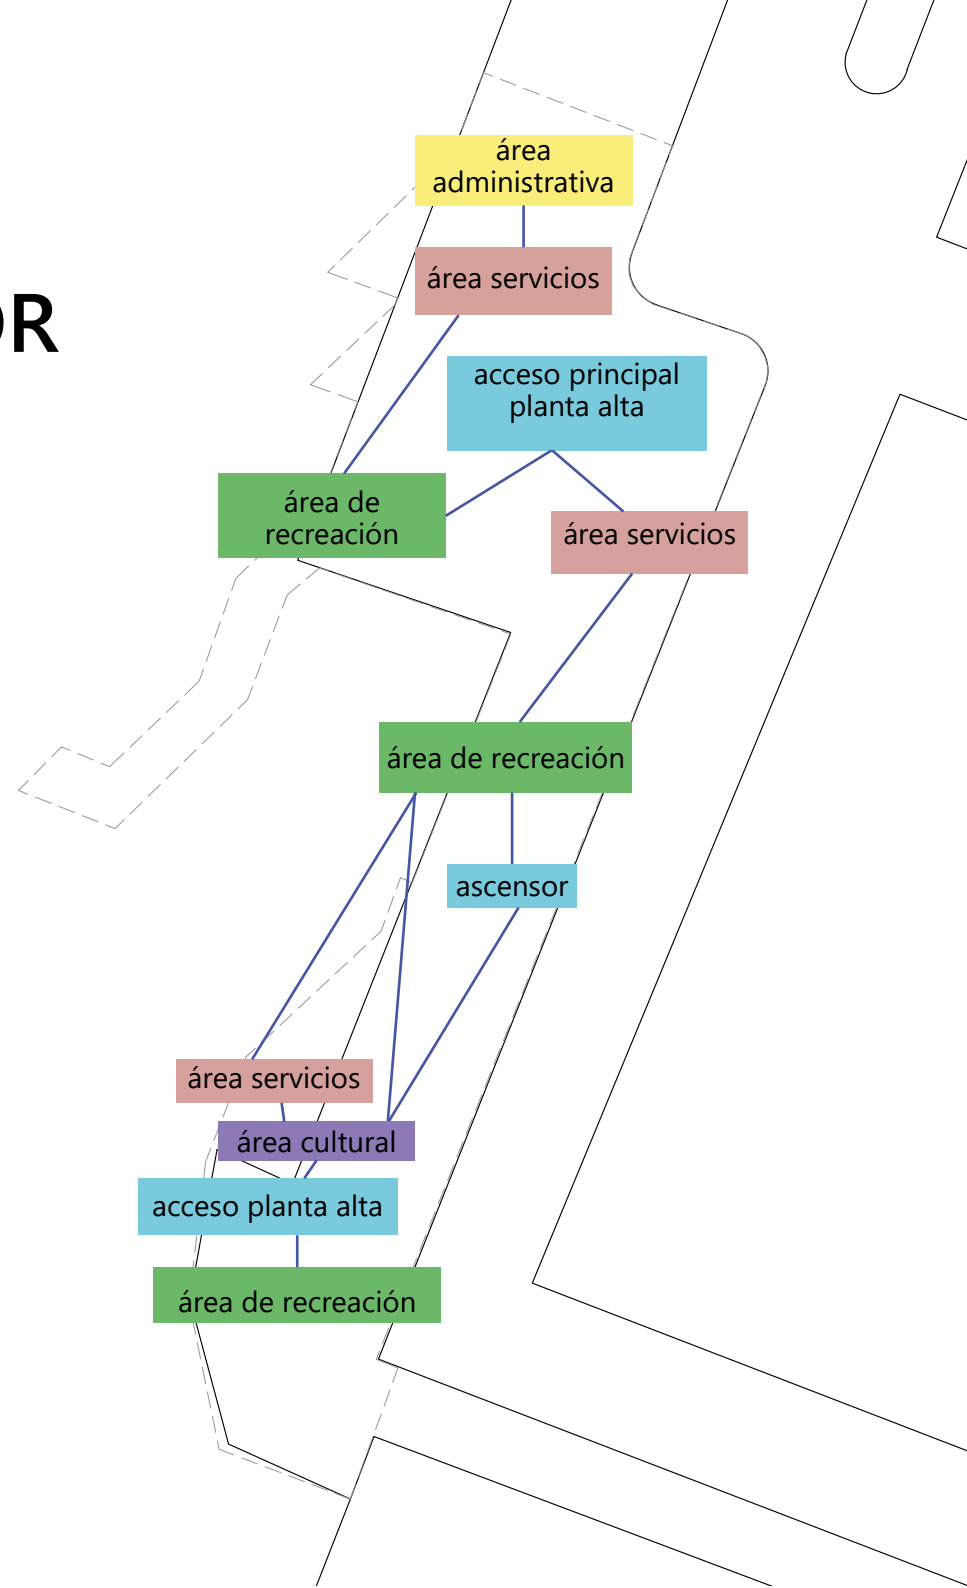 área
administrativa
área servicios
OR
acceso principal
planta alta
área de
recreación
área servicios
área de recreación
ascensor
área servicios
área cultural
acceso planta alta
área de recreación